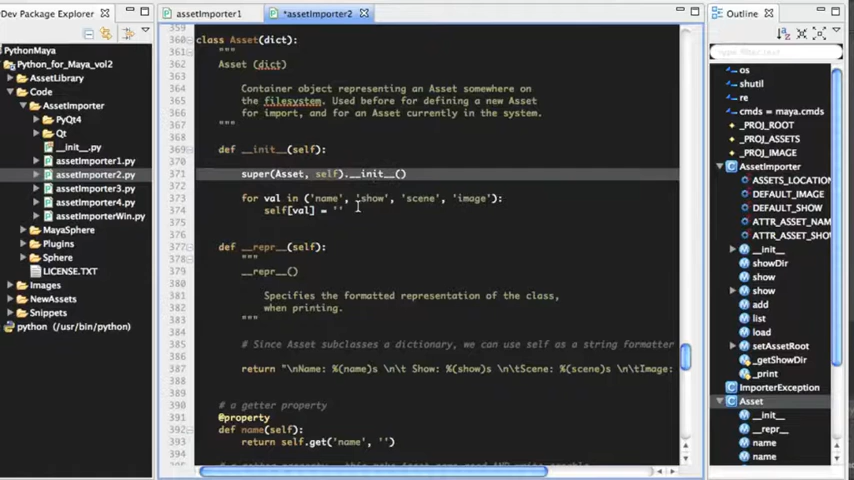 Dev Package Explorer
PythonMaya
Python_for_Maya_vol2
AssetLibrary
Code
AssetImporter
PyQt4
Qt
__init__.py
assetImporter1.py
assetImporter2.py
assetImporter3.py
assetImporter4.py
assetImporterWin.py
MayaSphere
Plugins
Sphere
LICENSE.TXT
Images
NewAssets
Snippets
python (/usr/bin/python)
assetImporter1
*assetImporter2
359
360 class Asset(dict):
361 """
362 Asset (dict)
363
364 Container object representing an Asset somewhere on
365 the filesystem. Used before for defining a new Asset
366 for import, and for an Asset currently in the system.
367 """
368
369 def __init__(self):
370
371 super(Asset, self).__init__()
372
373 for val in ('name', 'show', 'scene', 'image'):
374 self[val] = ''
375
376
377 def __repr__(self):
378 """
379 __repr__()
380
381 Specifies the formatted representation of the class,
382 when printing.
383 """
384
385 # Since Asset subclasses a dictionary, we can use self as a string formatter
386
387 return "\nName: %(name)s \n\t Show: %(show)s \n\tScene: %(scene)s \n\tImage:
388
389
390 # a getter property
391 @property
392 def name(self):
393 return self.get('name', '')
394
Outline
os
shutil
re
cmds = maya.cmds
_PROJ_ROOT
_PROJ_ASSETS
_PROJ_IMAGE
AssetImporter
ASSETS_LOCATION
DEFAULT_IMAGE
DEFAULT_SHOW
ATTR_ASSET_NAM
ATTR_ASSET_SHO
__init__
showDir
show
show
add
list
load
setAssetRoot
_getShowDir
_print
ImporterException
Asset
__init__
__repr__
name
name